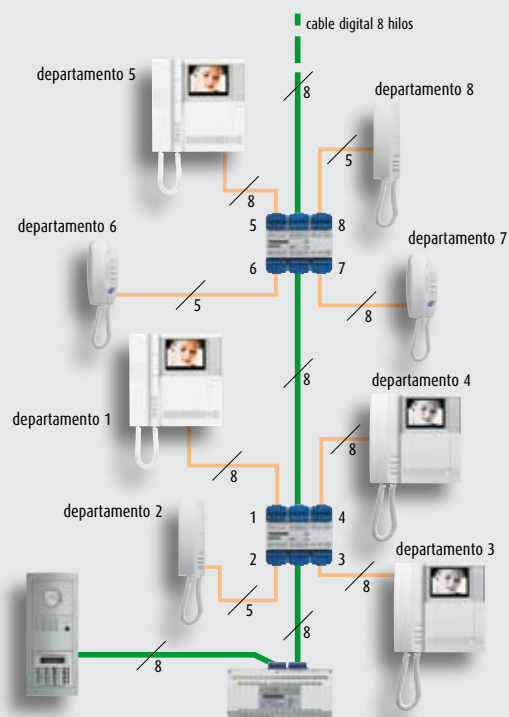 cable digital 8 hilos
departamento 5
8
departamento 8
5
8
5
8
departamento 6
6
7
departamento 7
5
8
8
departamento 4
departamento 1
8
8
departamento 2
1
4
departamento 3
2
3
5
8
8
8